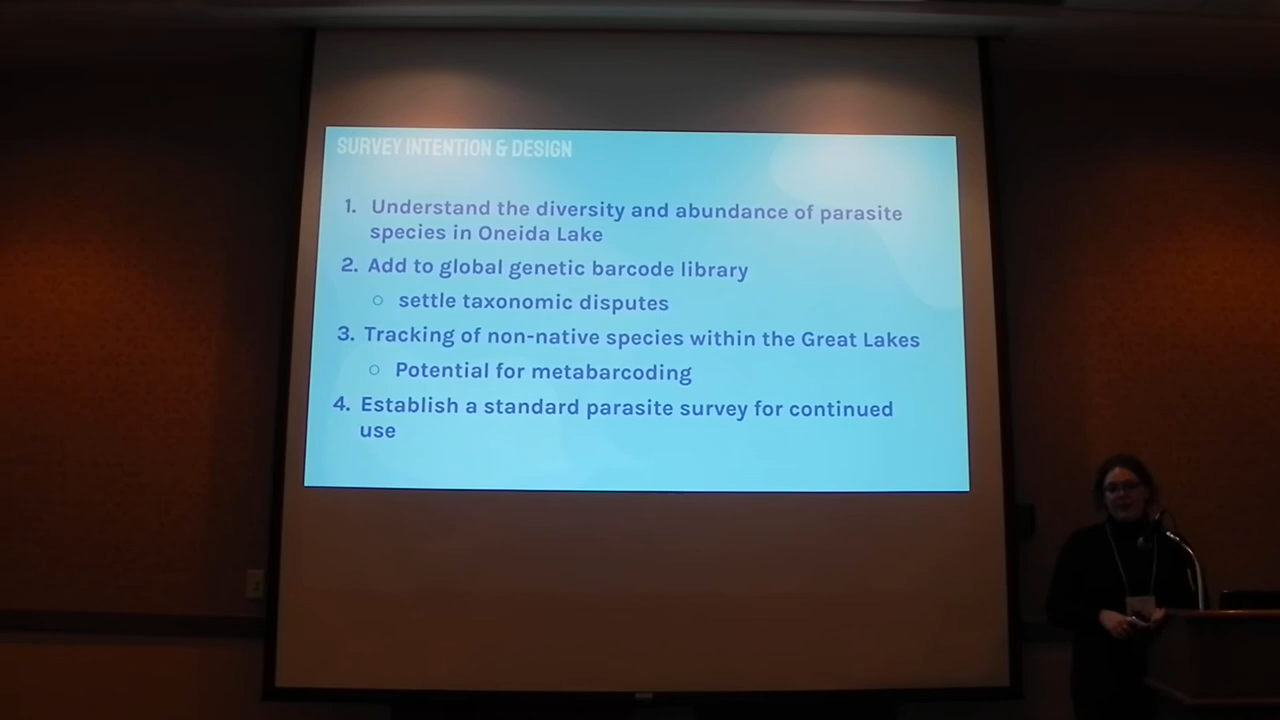 SURVEY INTENTION & DESIGN
1. Understand the diversity and abundance of parasite
species in Oneida Lake
2. Add to global genetic barcode library
○ settle taxonomic disputes
3. Tracking of non-native species within the Great Lakes
○ Potential for metabarcoding
4. Establish a standard parasite survey for continued
use